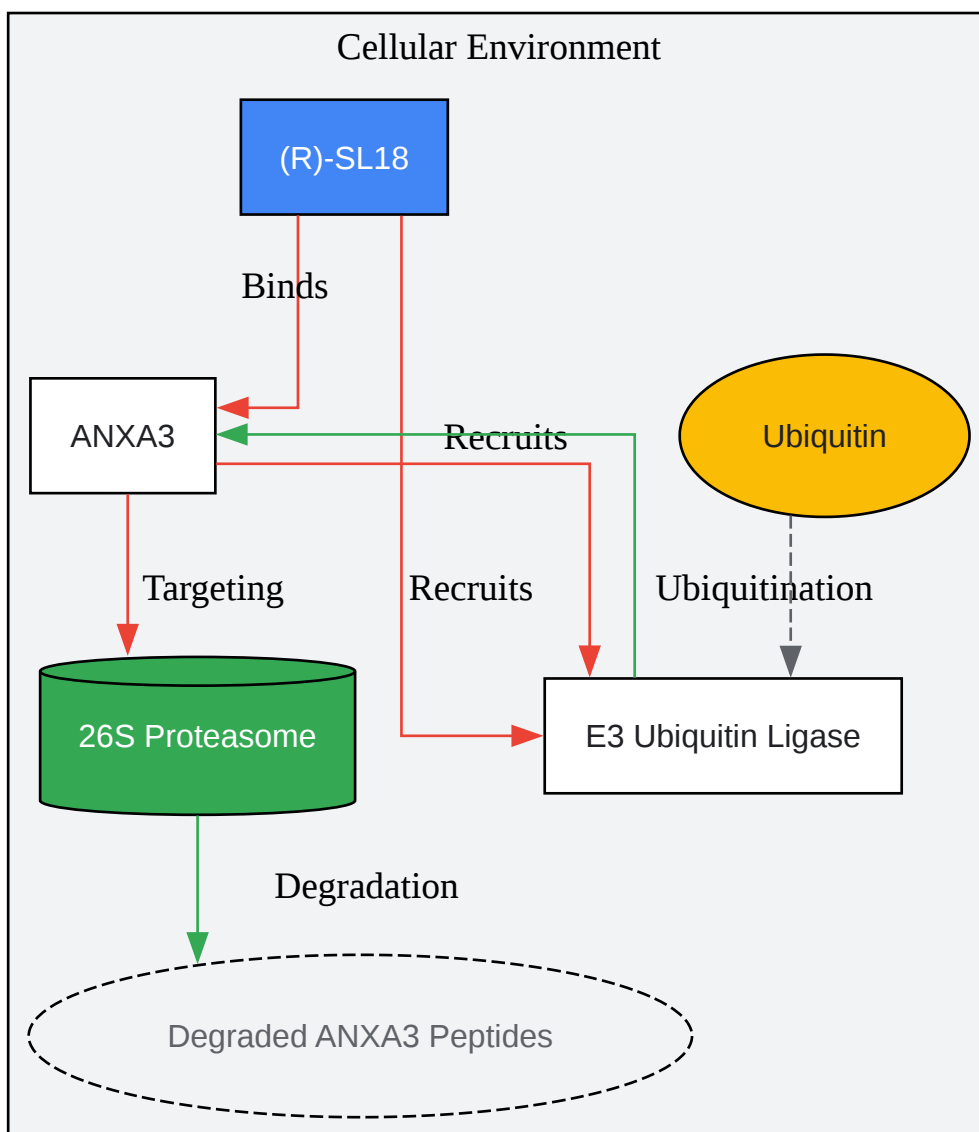 Cellular Environment
(R)-SL18
Binds
ANXA3
Recruits
Ubiquitin
Targeting
Recruits
Ubiquitination
26S Proteasome
E3 Ubiquitin Ligase
Degradation
Degraded ANXA3 Peptides